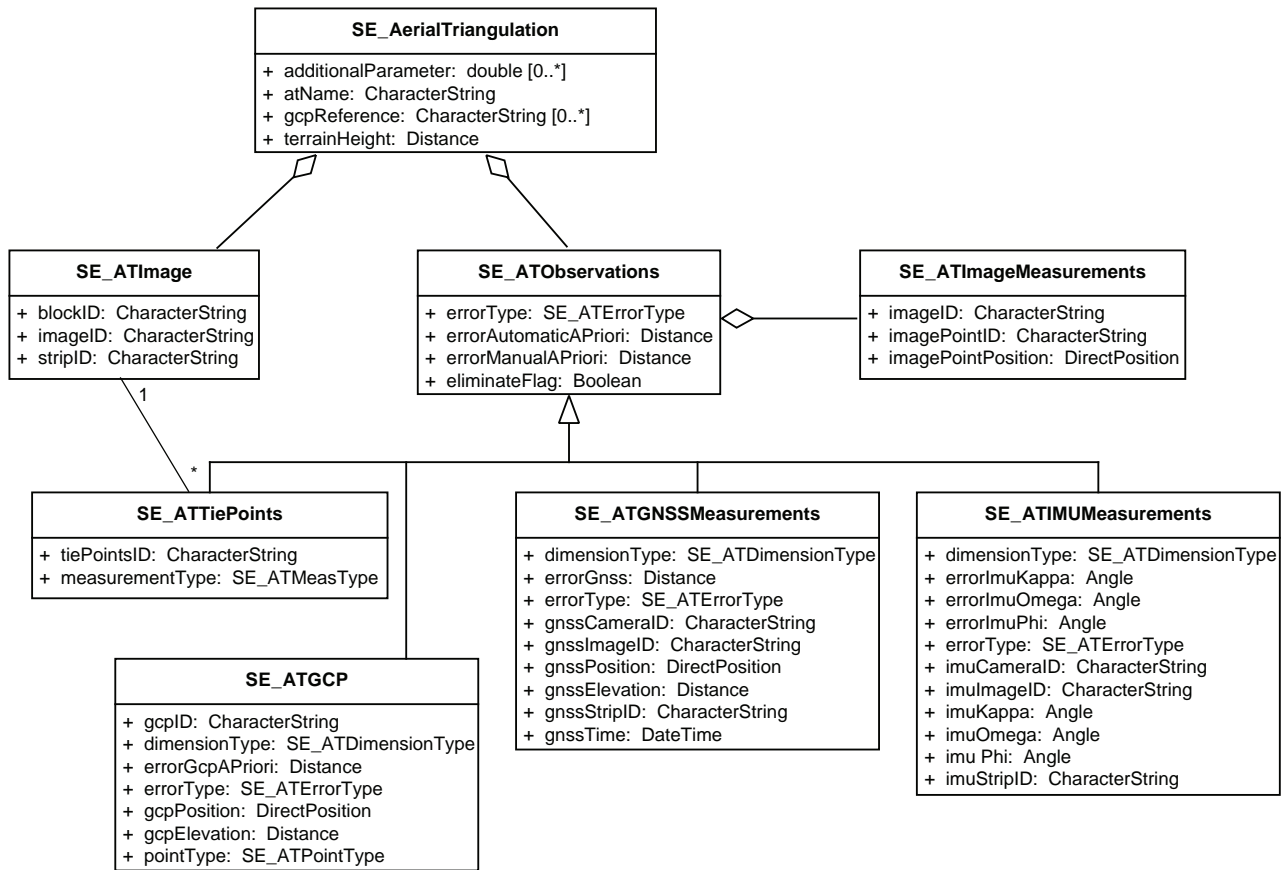 SE_AerialTriangulation
+ additionalParameter: double [0..*]
+ atName: CharacterString
+ gcpReference: CharacterString [0..*]
+ terrainHeight: Distance
SE_ATImage
+ blockID: CharacterString
+ imageID: CharacterString
+ stripID: CharacterString
SE_ATObservations
+ errorType: SE_ATErrorType
+ errorAutomaticAPriori: Distance
+ errorManualAPriori: Distance
+ eliminateFlag: Boolean
SE_ATImageMeasurements
+ imageID: CharacterString
+ imagePointID: CharacterString
+ imagePointPosition: DirectPosition
1
*
SE_ATTiePoints
+ tiePointsID: CharacterString
+ measurementType: SE_ATMeasType
SE_ATGNSSMeasurements
+ dimensionType: SE_ATDimensionType
+ errorGnss: Distance
+ errorType: SE_ATErrorType
+ gnssCameraID: CharacterString
+ gnssImageID: CharacterString
+ gnssPosition: DirectPosition
+ gnssElevation: Distance
+ gnssStripID: CharacterString
+ gnssTime: DateTime
SE_ATIMUMeasurements
+ dimensionType: SE_ATDimensionType
+ errorImuKappa: Angle
+ errorImuOmega: Angle
+ errorImuPhi: Angle
+ errorType: SE_ATErrorType
+ imuCameraID: CharacterString
+ imuImageID: CharacterString
+ imuKappa: Angle
+ imuOmega: Angle
+ imu Phi: Angle
+ imuStripID: CharacterString
SE_ATGCP
+ gcpID: CharacterString
+ dimensionType: SE_ATDimensionType
+ errorGcpAPriori: Distance
+ errorType: SE_ATErrorType
+ gcpPosition: DirectPosition
+ gcpElevation: Distance
+ pointType: SE_ATPointType